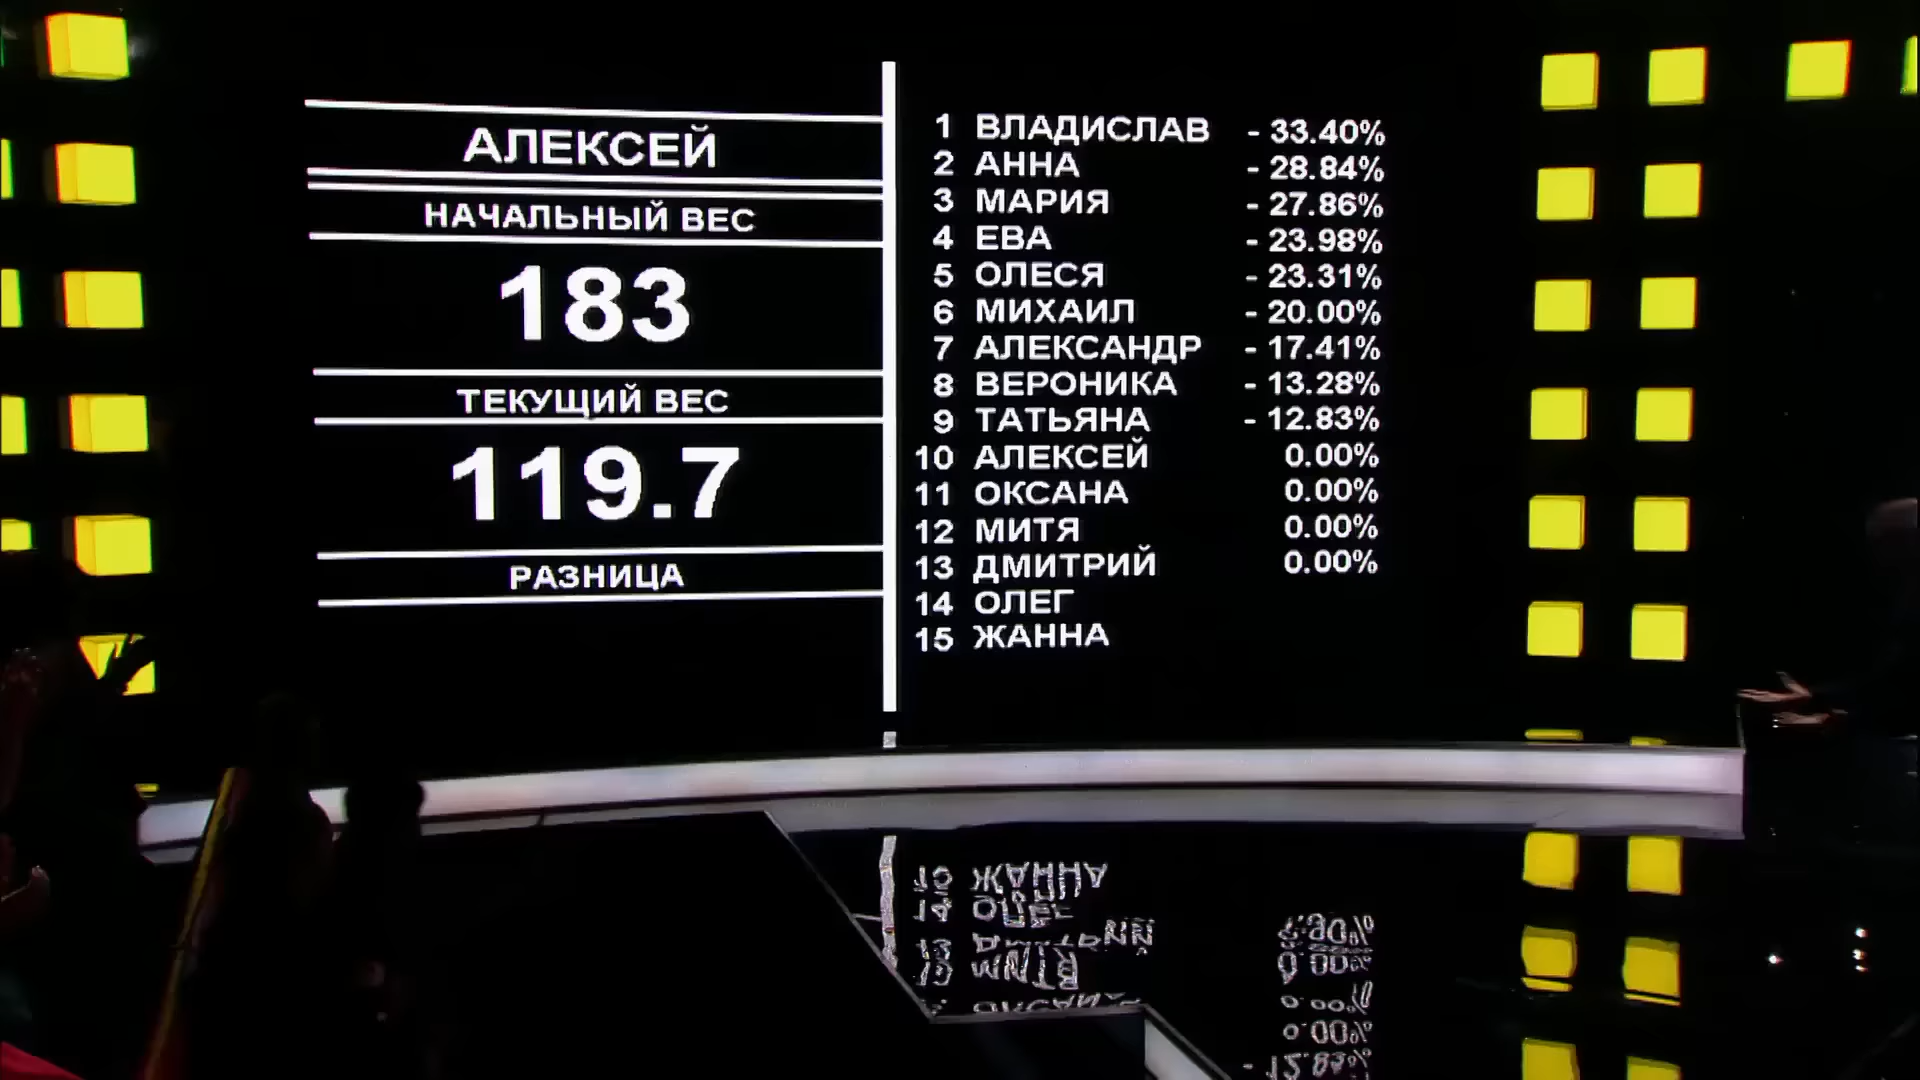 АЛЕКСЕЙ
НАЧАЛЬНЫЙ ВЕС
183
ТЕКУЩИЙ ВЕС
119.7
РАЗНИЦА
1 ВЛАДИСЛАВ - 33.40%
2 АННА - 28.84%
3 МАРИЯ - 27.86%
4 ЕВА - 23.98%
5 ОЛЕСЯ - 23.31%
6 МИХАИЛ - 20.00%
7 АЛЕКСАНДР - 17.41%
8 ВЕРОНИКА - 13.28%
9 ТАТЬЯНА - 12.83%
10 АЛЕКСЕЙ 0.00%
11 ОКСАНА 0.00%
12 МИТЯ 0.00%
13 ДМИТРИЙ 0.00%
14 ОЛЕГ
15 ЖАННА